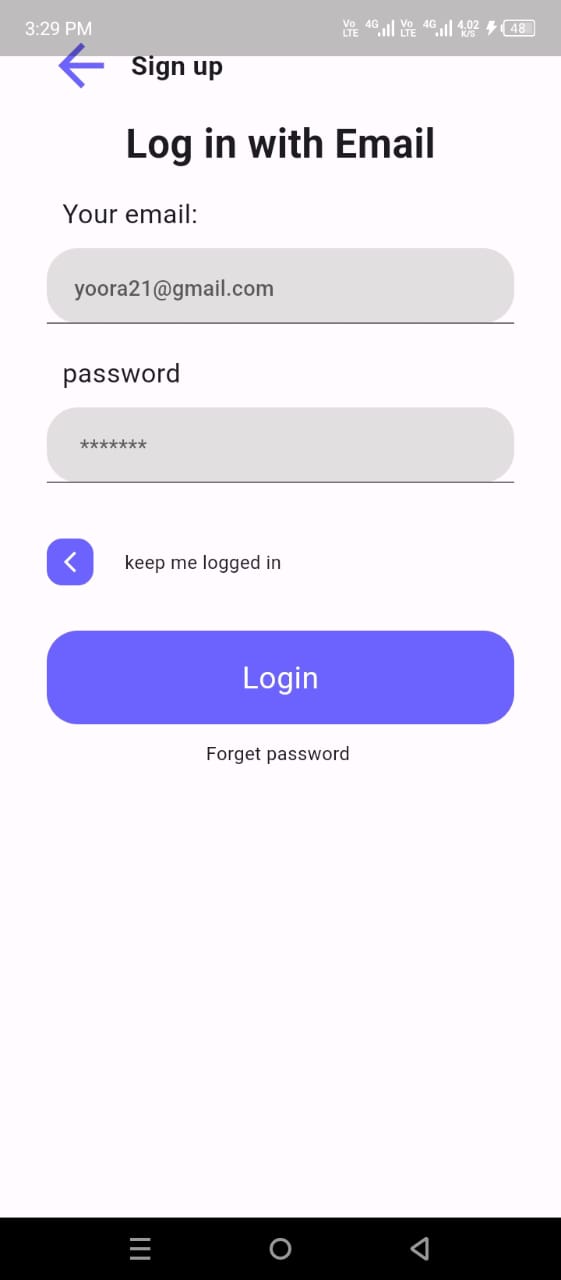 3:29 PM
Vo LTE 4G Vo LTE 4G 4.02 K/S 48
Sign up
Log in with Email
Your email:
yoora21@gmail.com
password
*******
keep me logged in
Login
Forget password